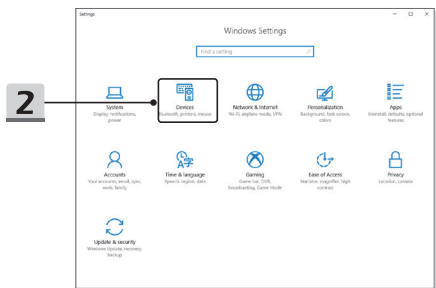 Settings
Windows Settings
Find a setting
2
System
Display, notifications,
power
Devices
Bluetooth, printers, mouse
Network & Internet
Wi-Fi, airplane mode, VPN
Personalization
Background, lock screen,
colors
Apps
Uninstall, defaults, optional
features
Accounts
Your accounts, email, sync,
work, family
Time & language
Speech, region, date
Gaming
Game bar, DVR,
broadcasting, Game Mode
Ease of Access
Narrator, magnifier, high
contrast
Privacy
Location, camera
Update & security
Windows Update, recovery,
backup